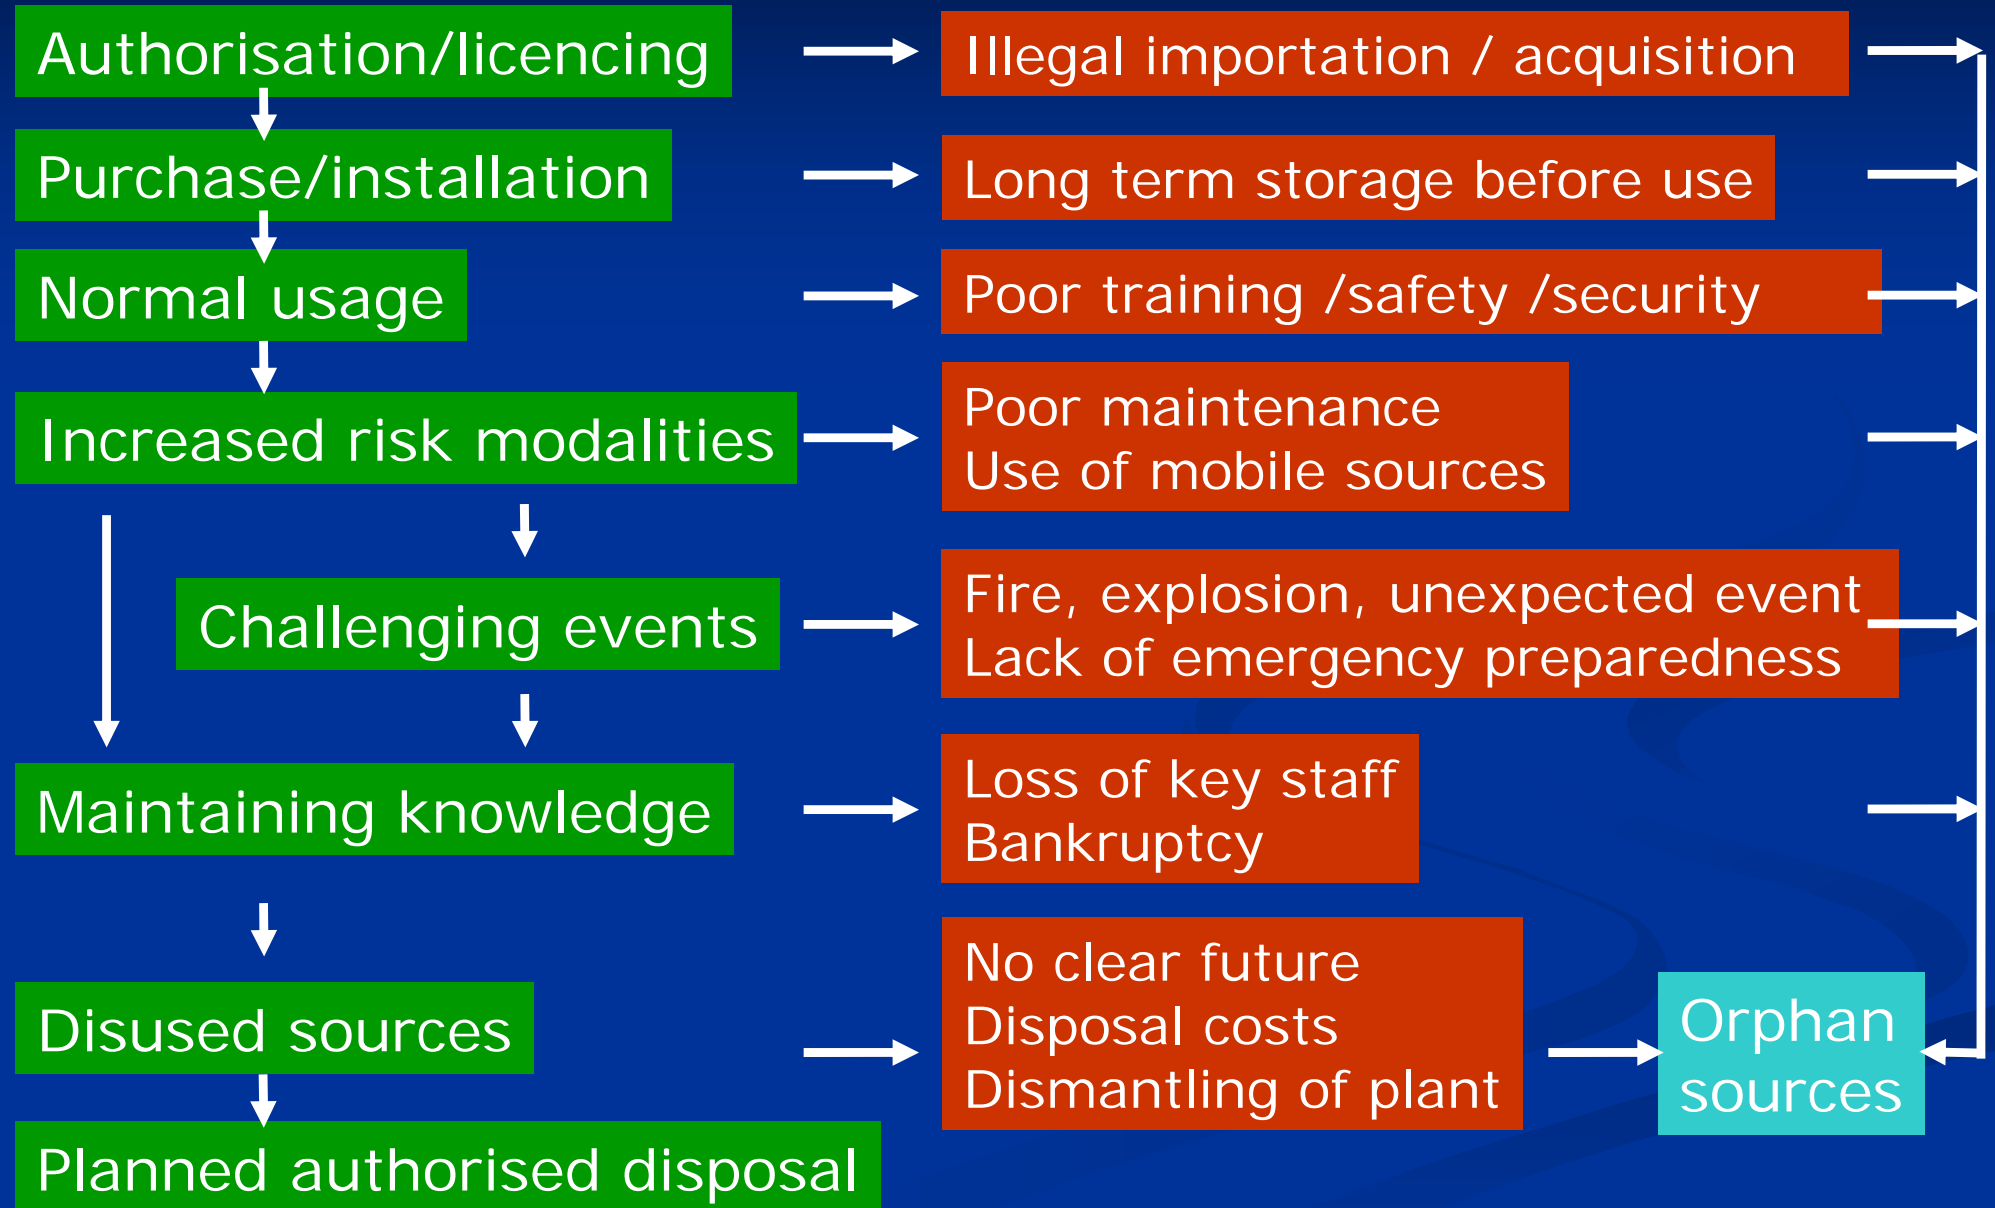 Authorisation/licencing
Illegal importation / acquisition
Purchase/installation
Long term storage before use
Normal usage
Poor training /safety /security
Increased risk modalities
Poor maintenance
Use of mobile sources
Challenging events
Fire, explosion, unexpected event
Lack of emergency preparedness
Maintaining knowledge
Loss of key staff
Bankruptcy
Disused sources
No clear future
Disposal costs
Dismantling of plant
Orphan
sources
Planned authorised disposal